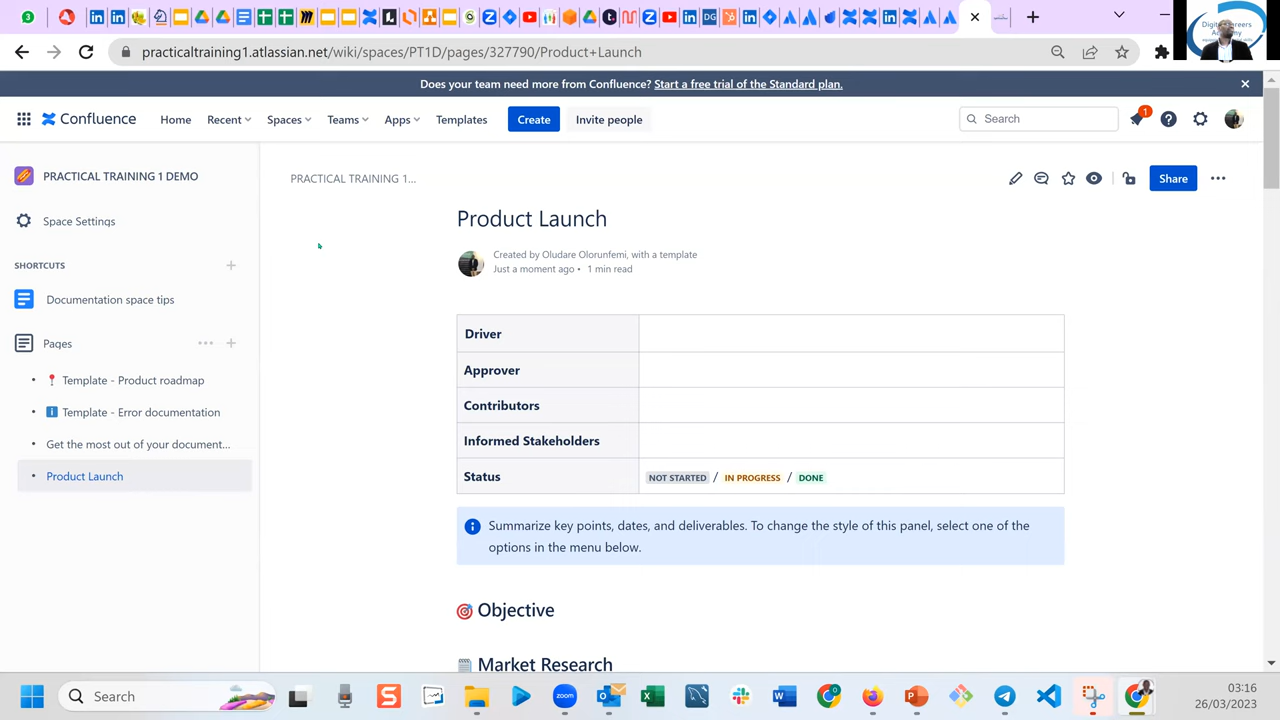 practicaltraining1.atlassian.net/wiki/spaces/PT1D/pages/327790/Product+Launch
Does your team need more from Confluence? Start a free trial of the Standard plan.
Confluence Home Recent Spaces Teams Apps Templates Create Invite people Search 1
PRACTICAL TRAINING 1 DEMO
Space Settings
SHORTCUTS
Documentation space tips
Pages
Template - Product roadmap
Template - Error documentation
Get the most out of your document...
Product Launch
PRACTICAL TRAINING 1...
Share
Product Launch
Created by Oludare Olorunfemi, with a template
Just a moment ago • 1 min read
Driver
Approver
Contributors
Informed Stakeholders
Status NOT STARTED / IN PROGRESS / DONE
Summarize key points, dates, and deliverables. To change the style of this panel, select one of the
options in the menu below.
Objective
Market Research
Search
zoom
03:16
26/03/2023